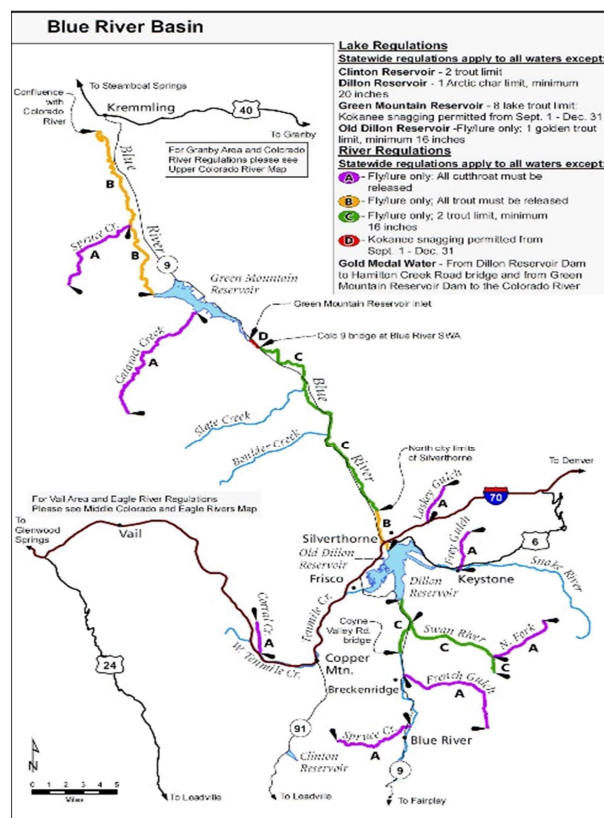 Blue River Basin
Lake Regulations
Statewide regulations apply to all waters except:
Clinton Reservoir - 2 trout limit
Dillon Reservoir - 1 Arctic char limit, minimum
20 inches
Green Mountain Reservoir - 8 lake trout limit;
Kokanee snagging permitted from Sept. 1 - Dec. 31
Old Dillon Reservoir -Fly/lure only; 1 golden trout
limit, minimum 16 inches
River Regulations
Statewide regulations apply to all waters except:
A - Fly/lure only; All cutthroat must be
released
B - Fly/lure only; All trout must be released
C - Fly/lure only; 2 trout limit, minimum
16 inches
D - Kokanee snagging permitted from
Sept. 1 - Dec. 31
Gold Medal Water - From Dillon Reservoir Dam
to Hamilton Creek Road bridge and from Green
Mountain Reservoir Dam to the Colorado River
To Steamboat Springs
Confluence
with
Colorado
River
Kremmling
40
To Granby
For Granby Area and Colorado
River Regulations please see
Upper Colorado River Map
Blue
B
Spruce Cr.
A
River
B
9
Green Mountain
Reservoir
Green Mountain Reservoir Inlet
D
Colo 9 bridge at Blue River SWA
Cataract Creek
A
C
Blue
Slate Creek
Boulder Creek
C
River
North city limits
of Silverthorne
To Denver
Laskey Gulch
A
70
For Vail Area and Eagle River Regulations
Please see Middle Colorado and Eagle Rivers Map
To
Glenwood
Springs
Vail
B
Silverthorne
Old Dillon
Reservoir
Frey Gulch
A
6
Frisco
Dillon
Reservoir
Keystone
Snake River
Corral Cr.
A
Tenmile Cr.
Coyne
Valley Rd.
bridge
C
Swan River
C
N. Fork
A
C
24
W. Tenmile Cr.
Copper
Mtn.
Breckenridge
French Gulch
A
91
Spruce Cr.
A
Blue River
Clinton
Reservoir
9
N
0 1 2 3 4 5
Miles
To Leadville
To Leadville
To Fairplay